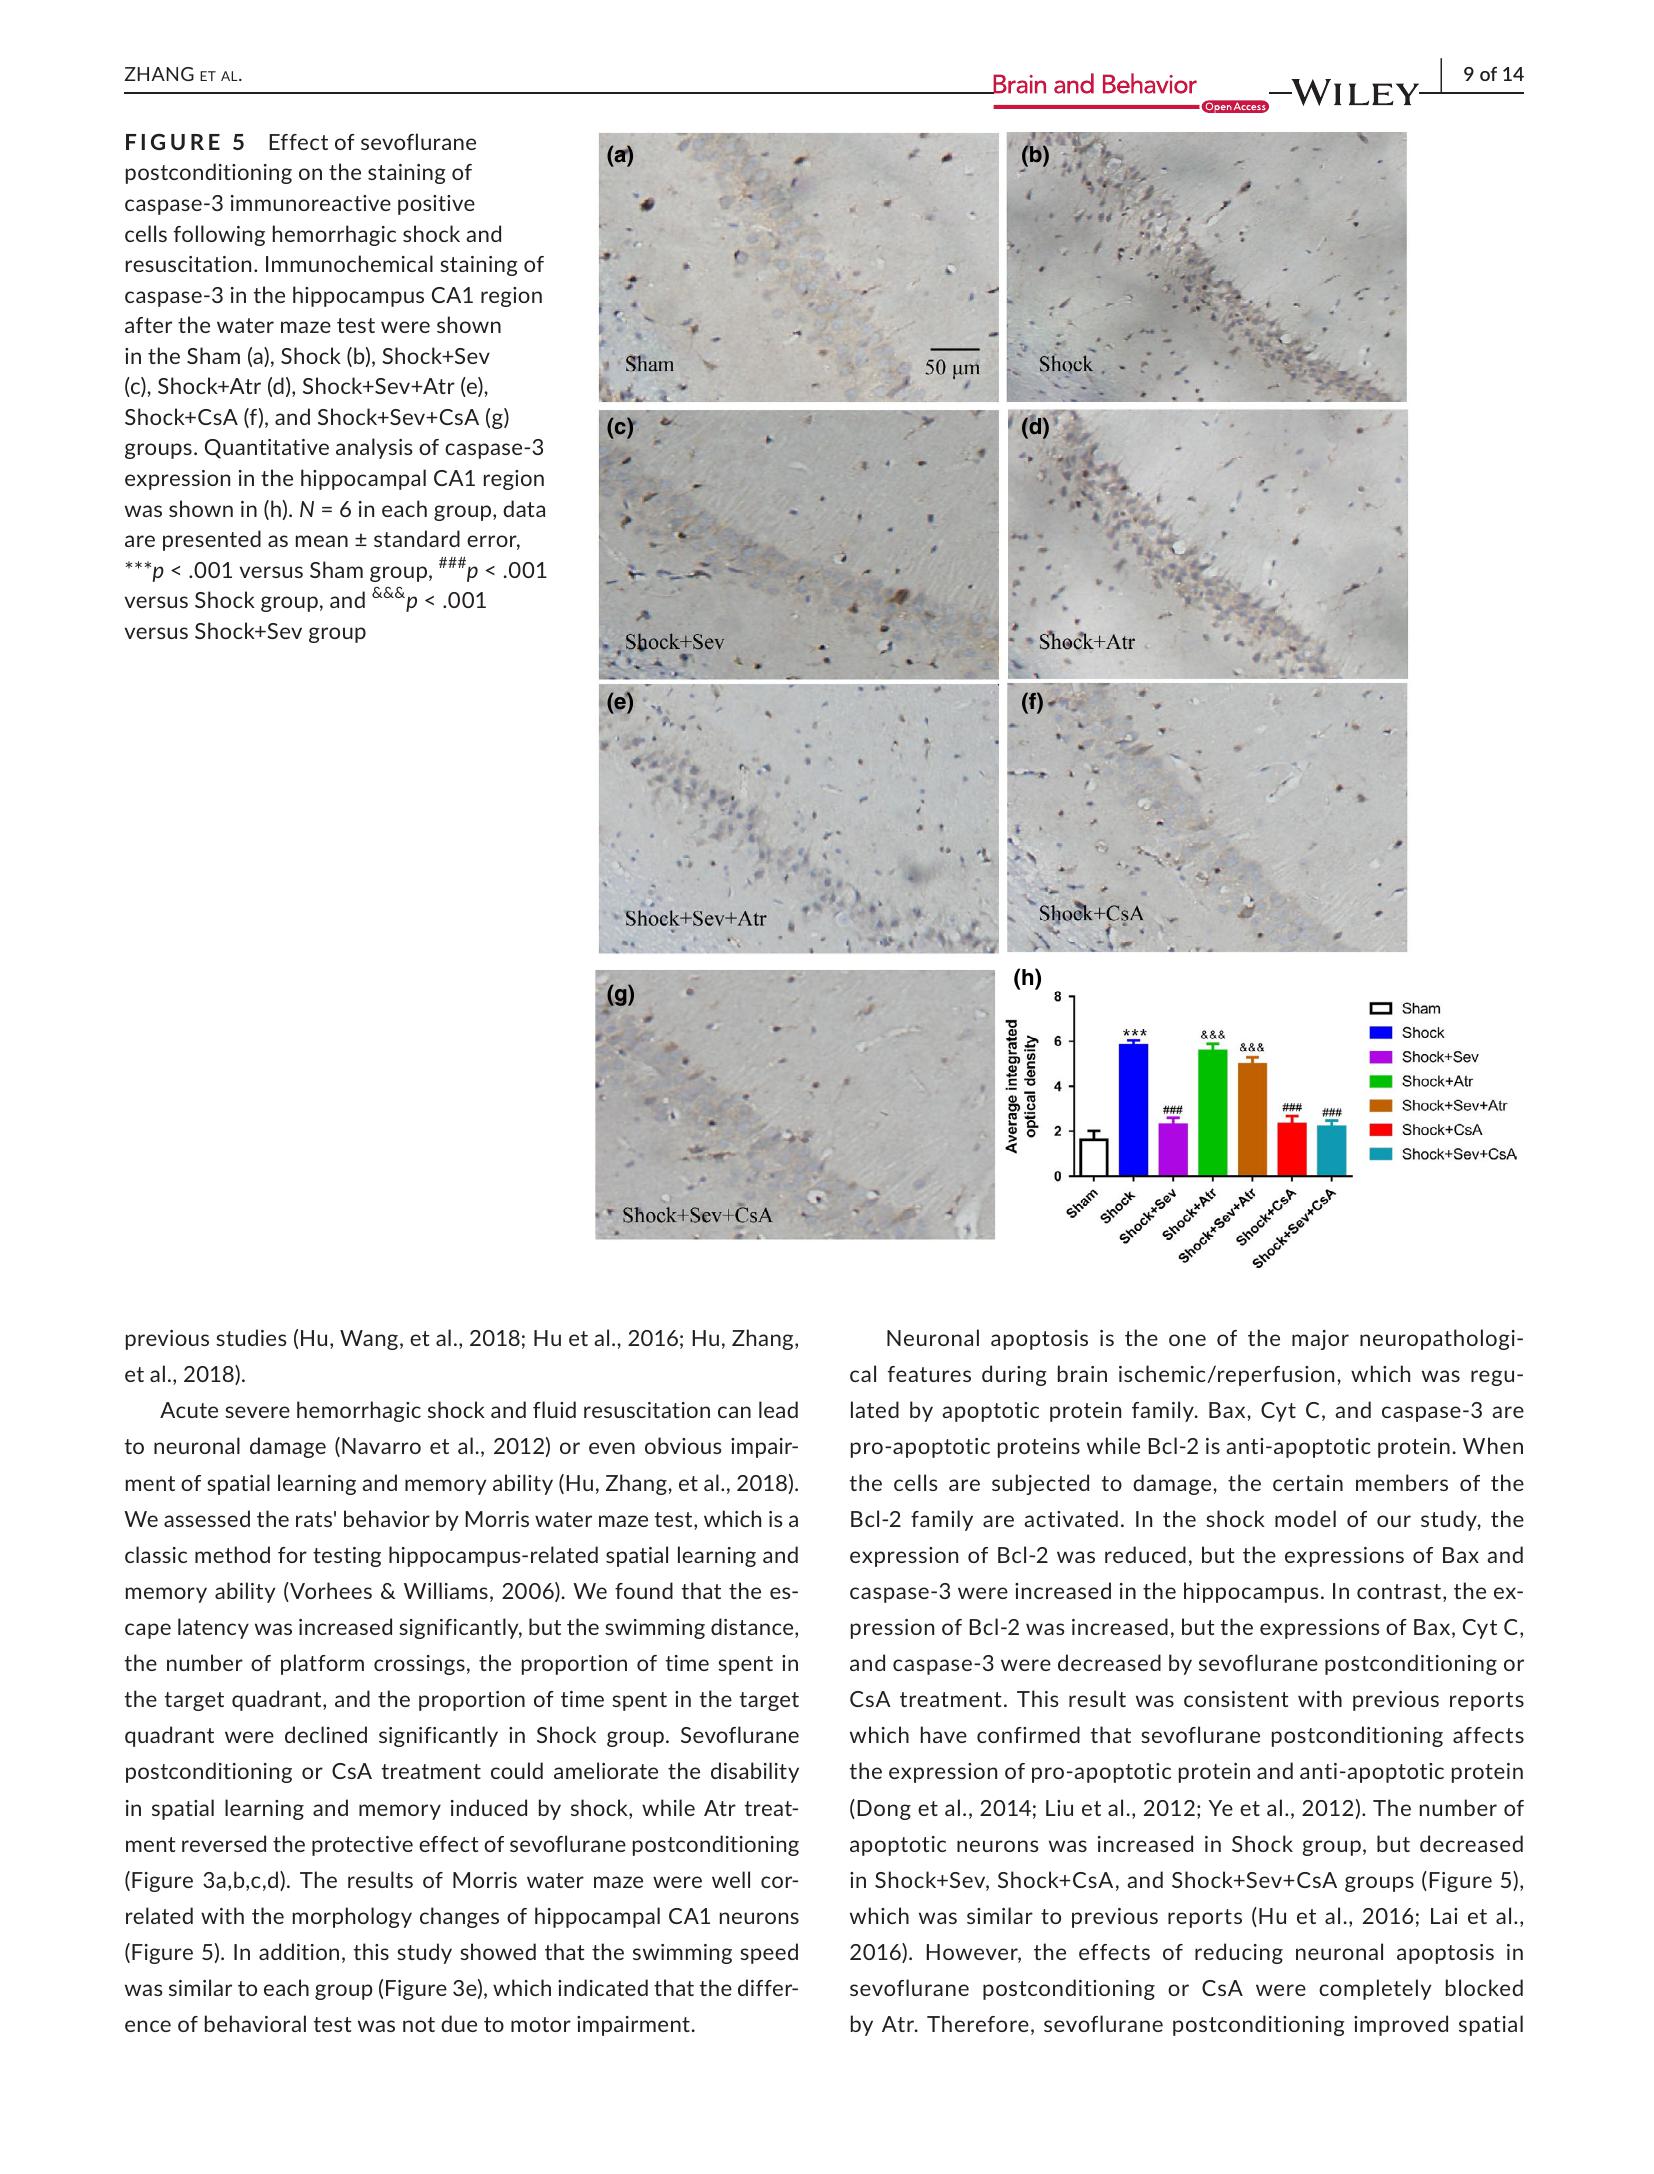 ZHANG ET AL.
Brain and Behavior
Open Access
WILEY
9 of 14
FIGURE 5 Effect of sevoflurane
postconditioning on the staining of
caspase-3 immunoreactive positive
cells following hemorrhagic shock and
resuscitation. Immunochemical staining of
caspase-3 in the hippocampus CA1 region
after the water maze test were shown
in the Sham (a), Shock (b), Shock+Sev
(c), Shock+Atr (d), Shock+Sev+Atr (e),
Shock+CsA (f), and Shock+Sev+CsA (g)
groups. Quantitative analysis of caspase-3
expression in the hippocampal CA1 region
was shown in (h). N = 6 in each group, data
are presented as mean ± standard error,
***p < .001 versus Sham group, ###p < .001
versus Shock group, and &&&p < .001
versus Shock+Sev group
(a)
Sham
50 μm
(b)
Shock
(c)
Shock+Sev
(d)
Shock+Atr
(e)
Shock+Sev+Atr
(f)
Shock+CsA
(g)
Shock+Sev+CsA
(h)
Average integrated
optical density
8
6
4
2
0
***
###
&&&
&&&
###
###
Sham
Shock
Shock+Sev
Shock+Atr
Shock+Sev+Atr
Shock+CsA
Shock+Sev+CsA
Sham
Shock
Shock+Sev
Shock+Atr
Shock+Sev+Atr
Shock+CsA
Shock+Sev+CsA
previous studies (Hu, Wang, et al., 2018; Hu et al., 2016; Hu, Zhang,
et al., 2018).
Acute severe hemorrhagic shock and fluid resuscitation can lead
to neuronal damage (Navarro et al., 2012) or even obvious impair-
ment of spatial learning and memory ability (Hu, Zhang, et al., 2018).
We assessed the rats' behavior by Morris water maze test, which is a
classic method for testing hippocampus-related spatial learning and
memory ability (Vorhees & Williams, 2006). We found that the es-
cape latency was increased significantly, but the swimming distance,
the number of platform crossings, the proportion of time spent in
the target quadrant, and the proportion of time spent in the target
quadrant were declined significantly in Shock group. Sevoflurane
postconditioning or CsA treatment could ameliorate the disability
in spatial learning and memory induced by shock, while Atr treat-
ment reversed the protective effect of sevoflurane postconditioning
(Figure 3a,b,c,d). The results of Morris water maze were well cor-
related with the morphology changes of hippocampal CA1 neurons
(Figure 5). In addition, this study showed that the swimming speed
was similar to each group (Figure 3e), which indicated that the differ-
ence of behavioral test was not due to motor impairment.
Neuronal apoptosis is the one of the major neuropathologi-
cal features during brain ischemic/reperfusion, which was regu-
lated by apoptotic protein family. Bax, Cyt C, and caspase-3 are
pro-apoptotic proteins while Bcl-2 is anti-apoptotic protein. When
the cells are subjected to damage, the certain members of the
Bcl-2 family are activated. In the shock model of our study, the
expression of Bcl-2 was reduced, but the expressions of Bax and
caspase-3 were increased in the hippocampus. In contrast, the ex-
pression of Bcl-2 was increased, but the expressions of Bax, Cyt C,
and caspase-3 were decreased by sevoflurane postconditioning or
CsA treatment. This result was consistent with previous reports
which have confirmed that sevoflurane postconditioning affects
the expression of pro-apoptotic protein and anti-apoptotic protein
(Dong et al., 2014; Liu et al., 2012; Ye et al., 2012). The number of
apoptotic neurons was increased in Shock group, but decreased
in Shock+Sev, Shock+CsA, and Shock+Sev+CsA groups (Figure 5),
which was similar to previous reports (Hu et al., 2016; Lai et al.,
2016). However, the effects of reducing neuronal apoptosis in
sevoflurane postconditioning or CsA were completely blocked
by Atr. Therefore, sevoflurane postconditioning improved spatial